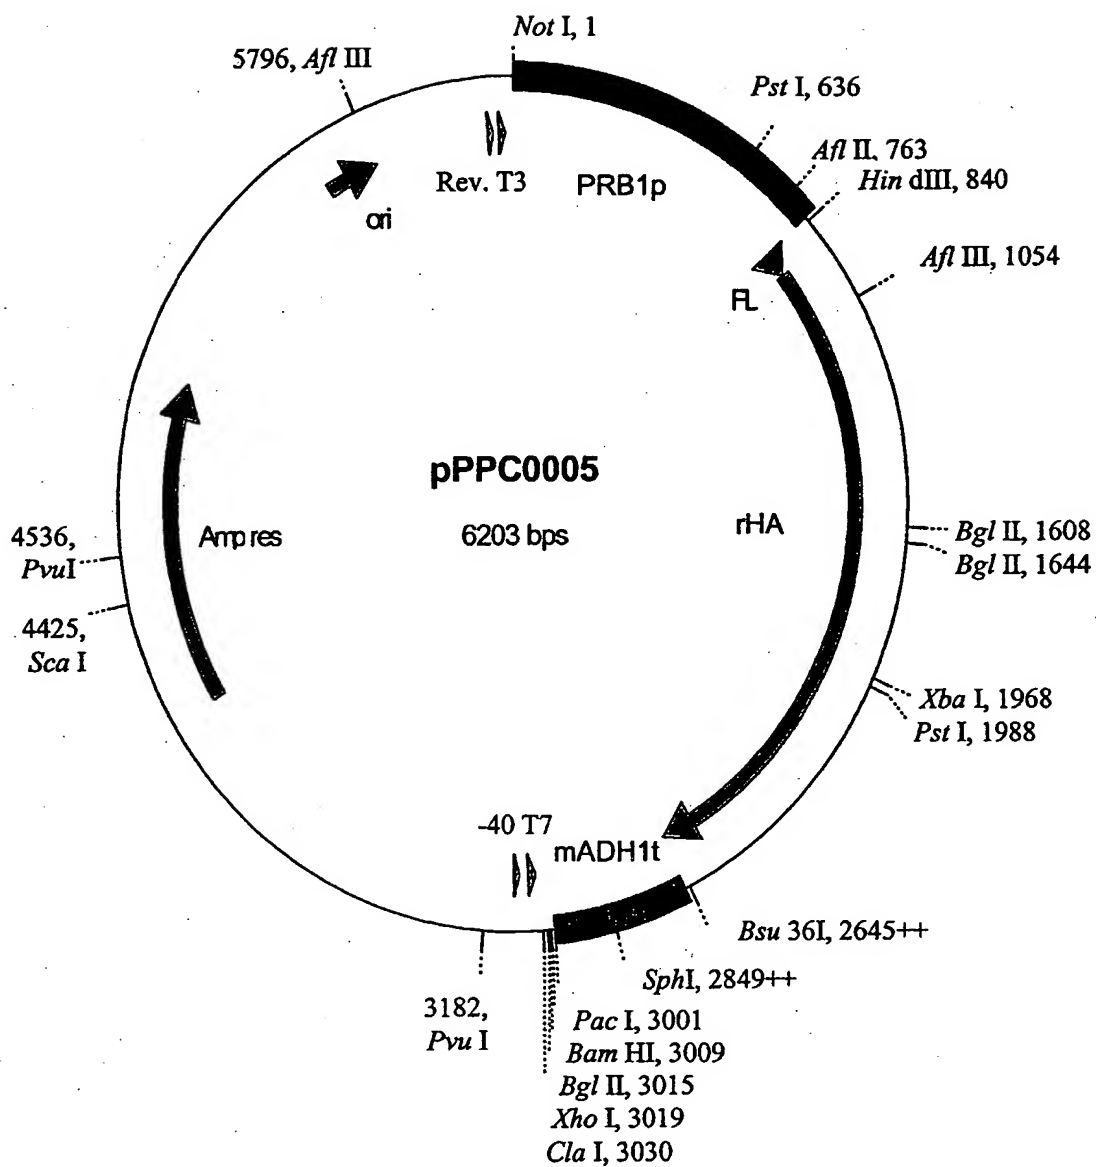 Not I, 1
5796, Afl III
Pst I, 636
Afl II, 763
Hin dIII, 840
Rev. T3
PRB1p
ori
Afl III, 1054
FL
pPPC0005
6203 bps
rHA
Amp res
4536,
PvuI
4425,
Sca I
Bgl II, 1608
Bgl II, 1644
Xba I, 1968
Pst I, 1988
-40 T7
mADH1t
Bsu 36I, 2645++
SphI, 2849++
3182,
Pvu I
Pac I, 3001
Bam HI, 3009
Bgl II, 3015
Xho I, 3019
Cla I, 3030